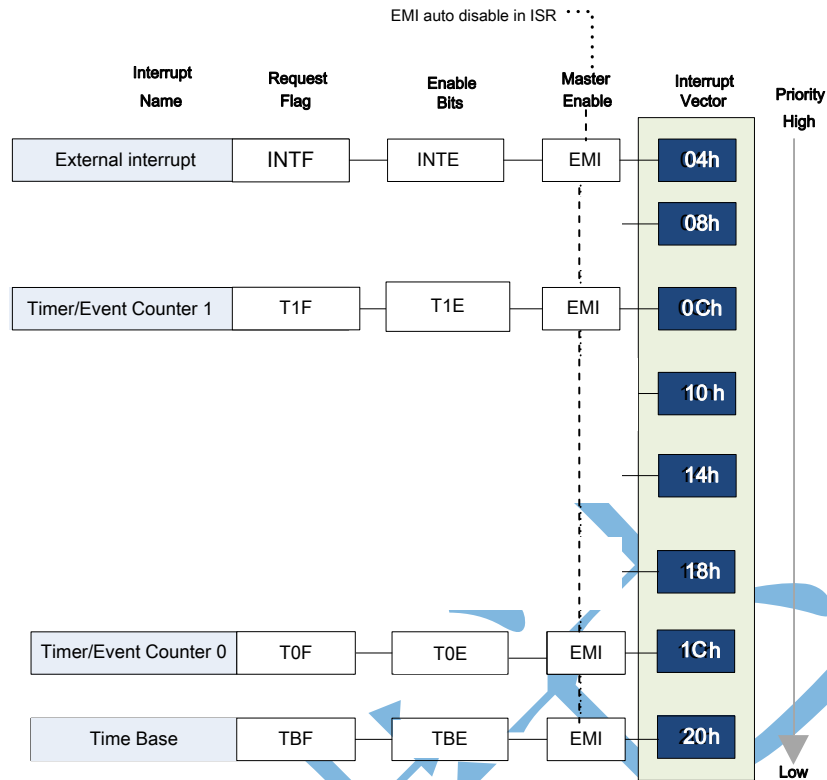 EMI auto disable in ISR
Interrupt Name
Request Flag
Enable Bits
Master Enable
Interrupt Vector
Priority
High
External interrupt INTF INTE EMI 04h
08h
Timer/Event Counter 1 T1F T1E EMI 0Ch
10h
14h
18h
Timer/Event Counter 0 T0F T0E EMI 1Ch
Time Base TBF TBE EMI 20h
Low